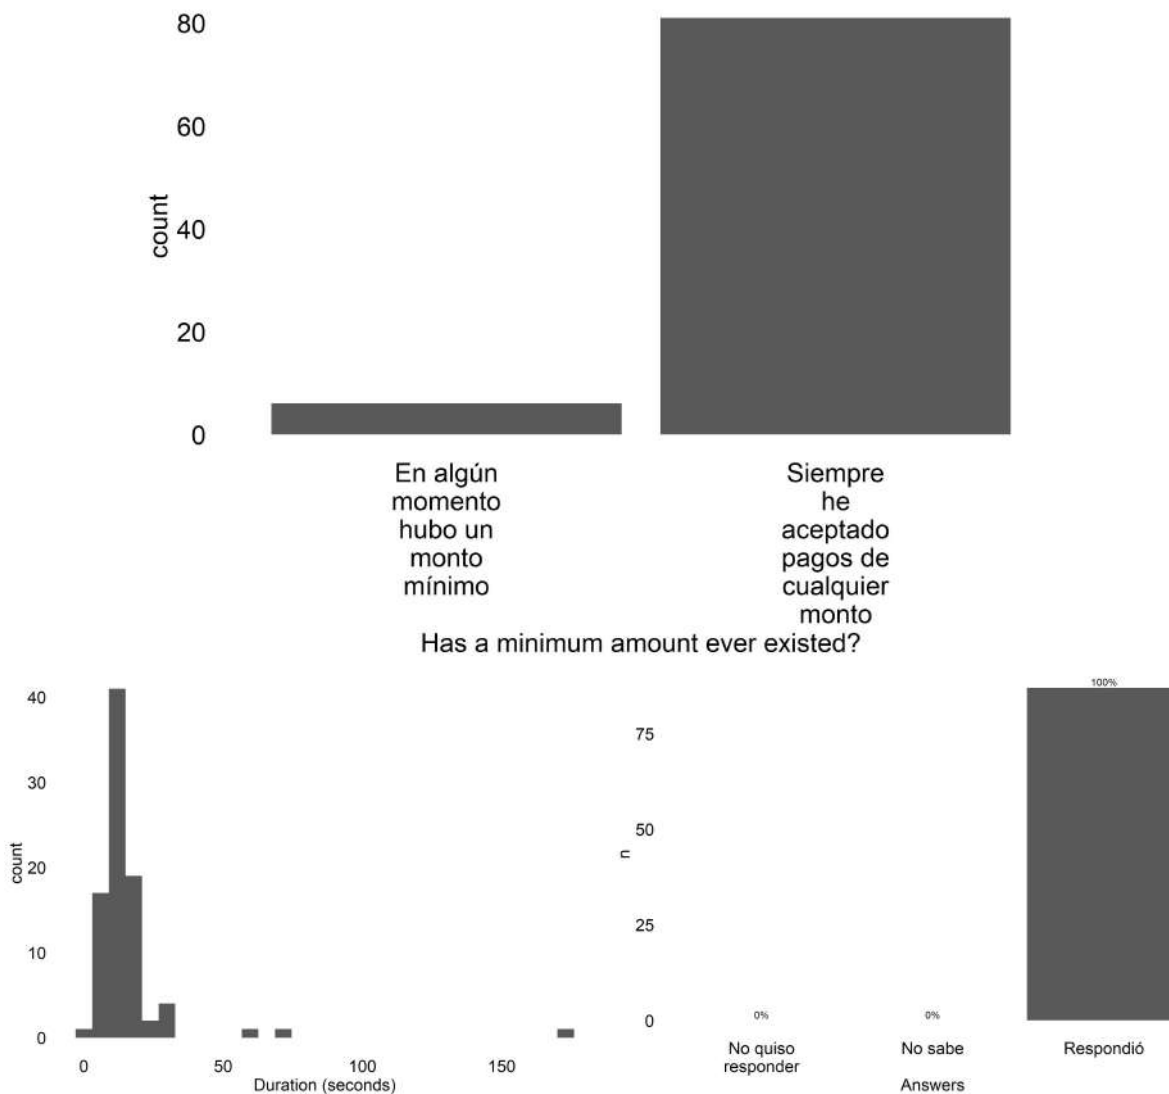 80
60
40
20
0
count
En algún
momento
hubo un
monto
mínimo
Siempre
he
aceptado
pagos de
cualquier
monto
Has a minimum amount ever existed?
40
30
20
10
0
count
0 50 100 150
Duration (seconds)
100%
75
50
25
0
n
0% 0%
No quiso
responder
No sabe
Respondió
Answers